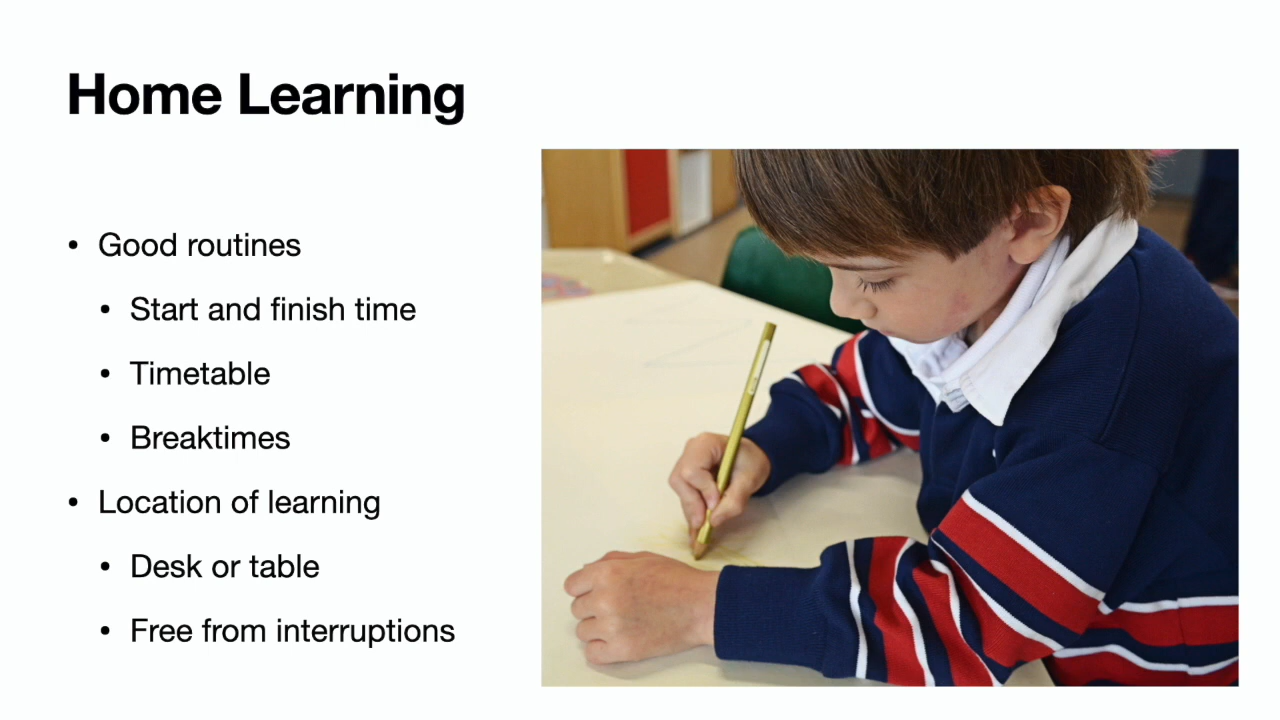 Home Learning
• Good routines
• Start and finish time
• Timetable
• Breaktimes
• Location of learning
• Desk or table
• Free from interruptions